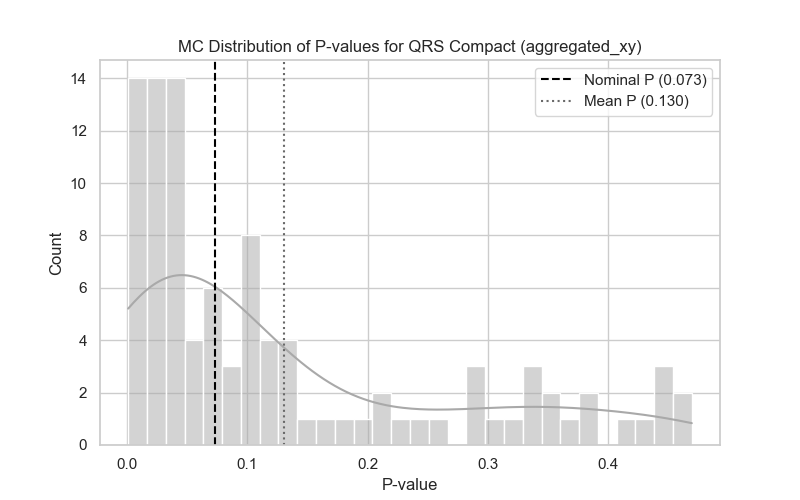 MC Distribution of P-values for QRS Compact (aggregated_xy)
Nominal P (0.073)
Mean P (0.130)
Count
14
12
10
8
6
4
2
0
0.0 0.1 0.2 0.3 0.4
P-value